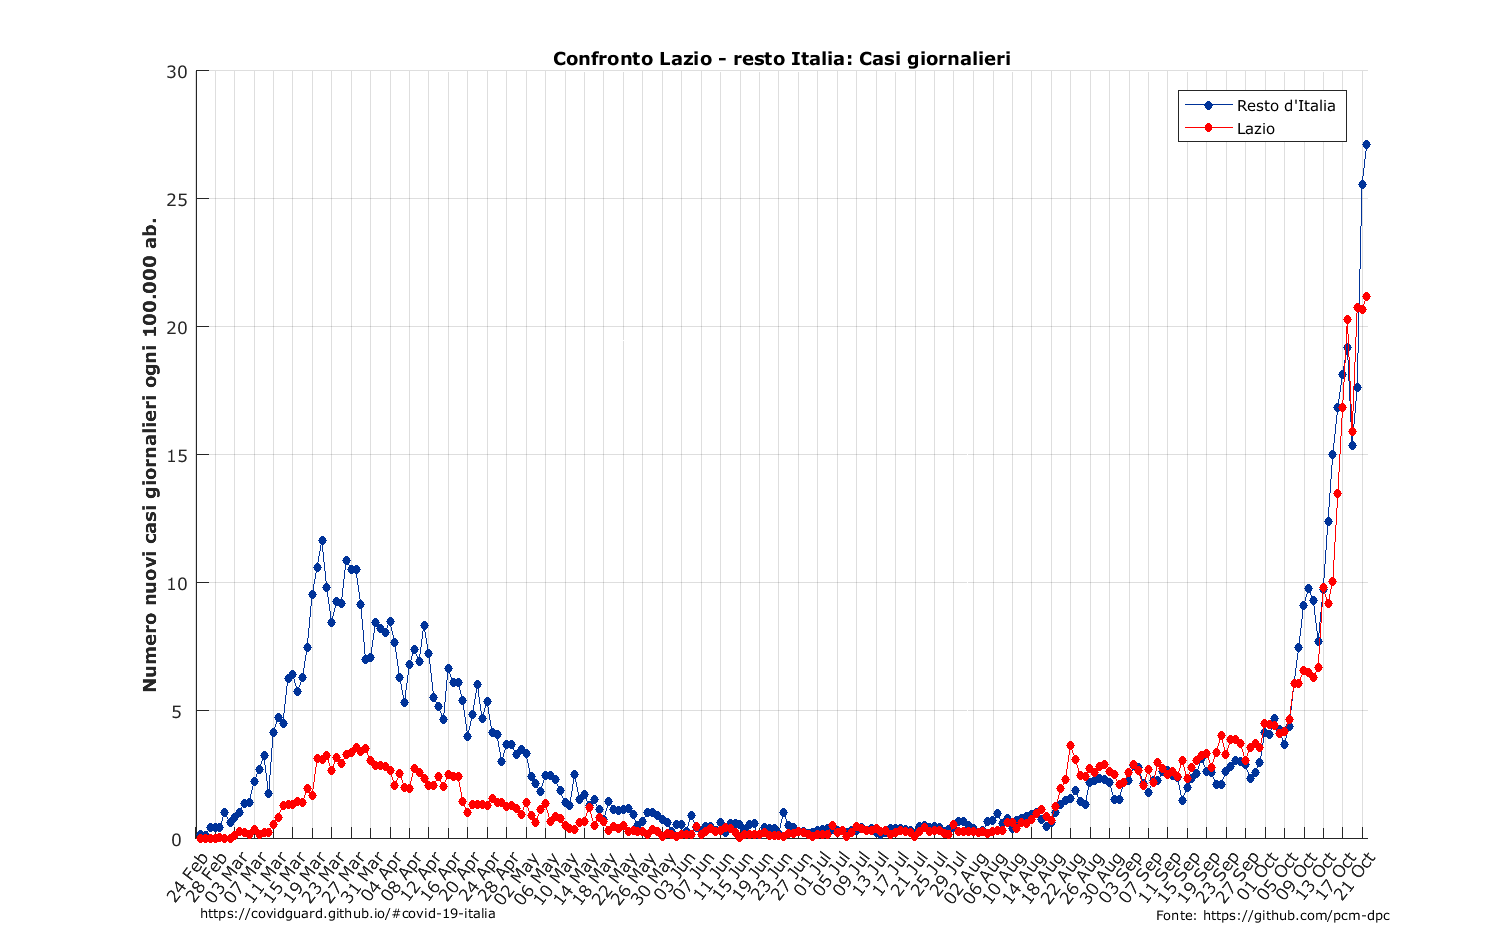 Confronto Lazio - resto Italia: Casi giornalieri
Numero nuovi casi giornalieri ogni 100.000 ab.
30
25
20
15
10
5
0
Resto d'Italia
Lazio
24 Feb
28 Feb
03 Mar
07 Mar
11 Mar
15 Mar
19 Mar
23 Mar
27 Mar
31 Mar
04 Apr
08 Apr
12 Apr
16 Apr
20 Apr
24 Apr
28 Apr
02 May
06 May
10 May
14 May
18 May
22 May
26 May
30 May
03 Jun
07 Jun
11 Jun
15 Jun
19 Jun
23 Jun
27 Jun
01 Jul
05 Jul
09 Jul
13 Jul
17 Jul
21 Jul
25 Jul
29 Jul
02 Aug
06 Aug
10 Aug
14 Aug
18 Aug
22 Aug
26 Aug
30 Aug
03 Sep
07 Sep
11 Sep
15 Sep
19 Sep
23 Sep
27 Sep
01 Oct
05 Oct
09 Oct
13 Oct
17 Oct
21 Oct
https://covidguard.github.io/#covid-19-italia
Fonte: https://github.com/pcm-dpc